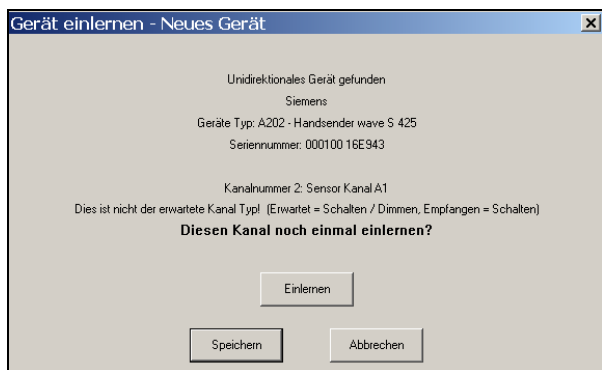 Gerät einlernen - Neues Gerät
Unidirektionales Gerät gefunden
Siemens
Geräte Typ: A202 - Handsender wave S 425
Seriennummer: 000100 16E943
Kanalnummer 2: Sensor Kanal A1
Dies ist nicht der erwartete Kanal Typ! (Erwartet = Schalten / Dimmen, Empfangen = Schalten)
Diesen Kanal noch einmal einlernen?
Einlernen
Speichern Abbrechen